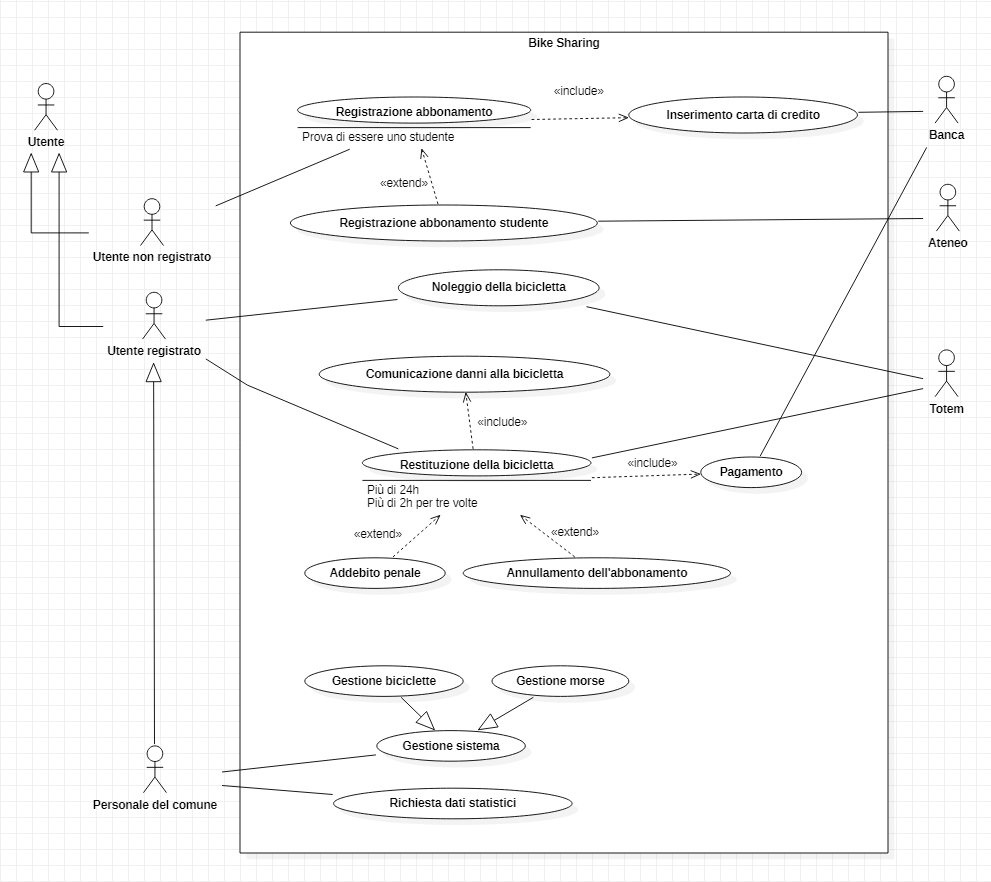 Bike Sharing
«include»
Registrazione abbonamento
Inserimento carta di credito
Prova di essere uno studente
Utente
Banca
«extend»
Registrazione abbonamento studente
Ateneo
Utente non registrato
Noleggio della bicicletta
Utente registrato
Comunicazione danni alla bicicletta
Totem
«include»
Restituzione della bicicletta
«include»
Pagamento
Più di 24h
Più di 2h per tre volte
«extend»
«extend»
Addebito penale
Annullamento dell'abbonamento
Gestione biciclette
Gestione morse
Gestione sistema
Personale del comune
Richiesta dati statistici